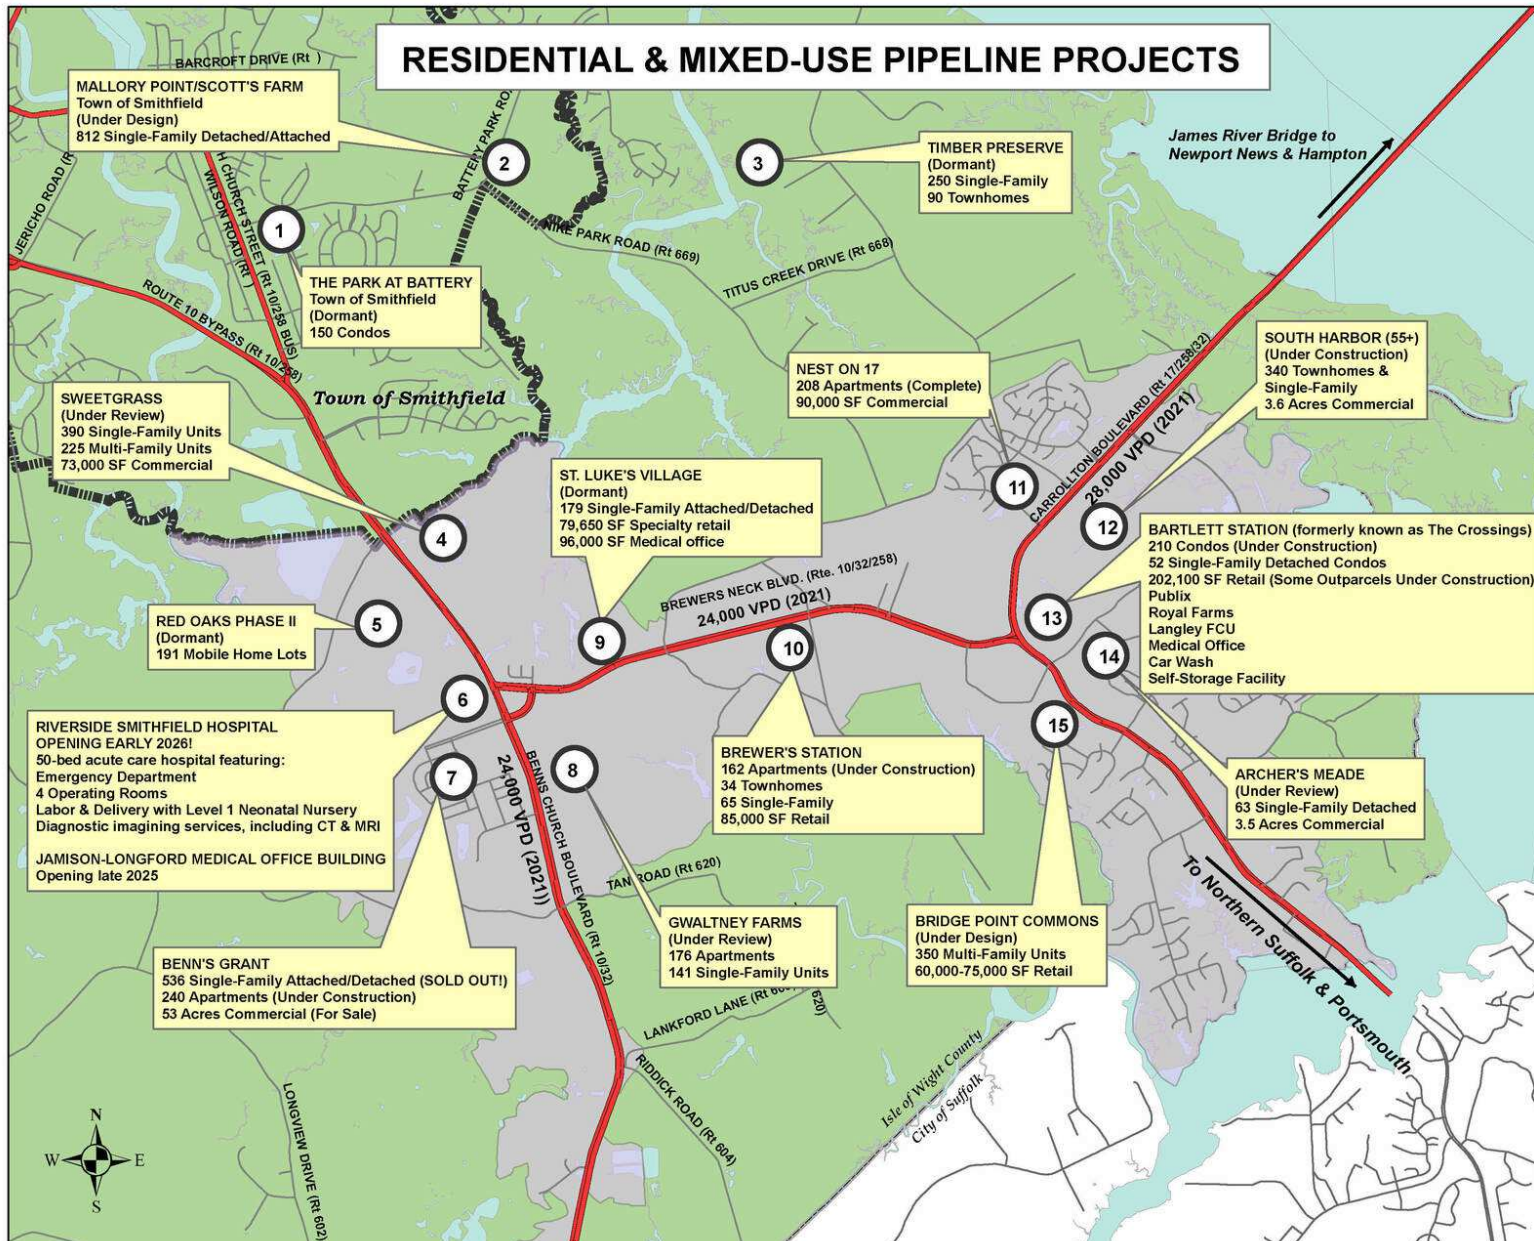 RESIDENTIAL & MIXED-USE PIPELINE PROJECTS
BARCROFT DRIVE (Rt )
MALLORY POINT/SCOTT'S FARM
Town of Smithfield
(Under Design)
812 Single-Family Detached/Attached
BATTERY PARK RO
2
3
TIMBER PRESERVE
(Dormant)
250 Single-Family
90 Townhomes
James River Bridge to
Newport News & Hampton
JERICHO ROAD (R
H CHURCH STREET (Rt 10/258 BUS)
WILSON ROAD (Rt )
1
THE PARK AT BATTERY
Town of Smithfield
(Dormant)
150 Condos
NIKE PARK ROAD (Rt 669)
TITUS CREEK DRIVE (Rt 668)
ROUTE 10 BYPASS (Rt 10/258)
Town of Smithfield
SWEETGRASS
(Under Review)
390 Single-Family Units
225 Multi-Family Units
73,000 SF Commercial
4
NEST ON 17
208 Apartments (Complete)
90,000 SF Commercial
11
CARROLLTON BOULEVARD (Rt 17/258/32)
28,000 VPD (2021)
SOUTH HARBOR (55+)
(Under Construction)
340 Townhomes &
Single-Family
3.6 Acres Commercial
12
ST. LUKE'S VILLAGE
(Dormant)
179 Single-Family Attached/Detached
79,650 SF Specialty retail
96,000 SF Medical office
9
BREWERS NECK BLVD. (Rte. 10/32/258)
24,000 VPD (2021)
BARTLETT STATION (formerly known as The Crossings)
210 Condos (Under Construction)
52 Single-Family Detached Condos
202,100 SF Retail (Some Outparcels Under Construction)
Publix
Royal Farms
Langley FCU
Medical Office
Car Wash
Self-Storage Facility
13
RED OAKS PHASE II
(Dormant)
191 Mobile Home Lots
5
10
14
6
RIVERSIDE SMITHFIELD HOSPITAL
OPENING EARLY 2026!
50-bed acute care hospital featuring:
Emergency Department
4 Operating Rooms
Labor & Delivery with Level 1 Neonatal Nursery
Diagnostic imagining services, including CT & MRI
JAMISON-LONGFORD MEDICAL OFFICE BUILDING
Opening late 2025
7
8
BENNS CHURCH BOULEVARD (Rt 10/32)
24,000 VPD (2021))
BREWER'S STATION
162 Apartments (Under Construction)
34 Townhomes
65 Single-Family
85,000 SF Retail
15
ARCHER'S MEADE
(Under Review)
63 Single-Family Detached
3.5 Acres Commercial
TAN ROAD (Rt 620)
To Northern Suffolk & Portsmouth
GWALTNEY FARMS
(Under Review)
176 Apartments
141 Single-Family Units
BRIDGE POINT COMMONS
(Under Design)
350 Multi-Family Units
60,000-75,000 SF Retail
BENN'S GRANT
536 Single-Family Attached/Detached (SOLD OUT!)
240 Apartments (Under Construction)
53 Acres Commercial (For Sale)
LANKFORD LANE (Rt
620)
RIDDICK ROAD (Rt 604)
Isle of Wight County
City of Suffolk
LONGVIEW DRIVE (Rt 602)
N
W
E
S